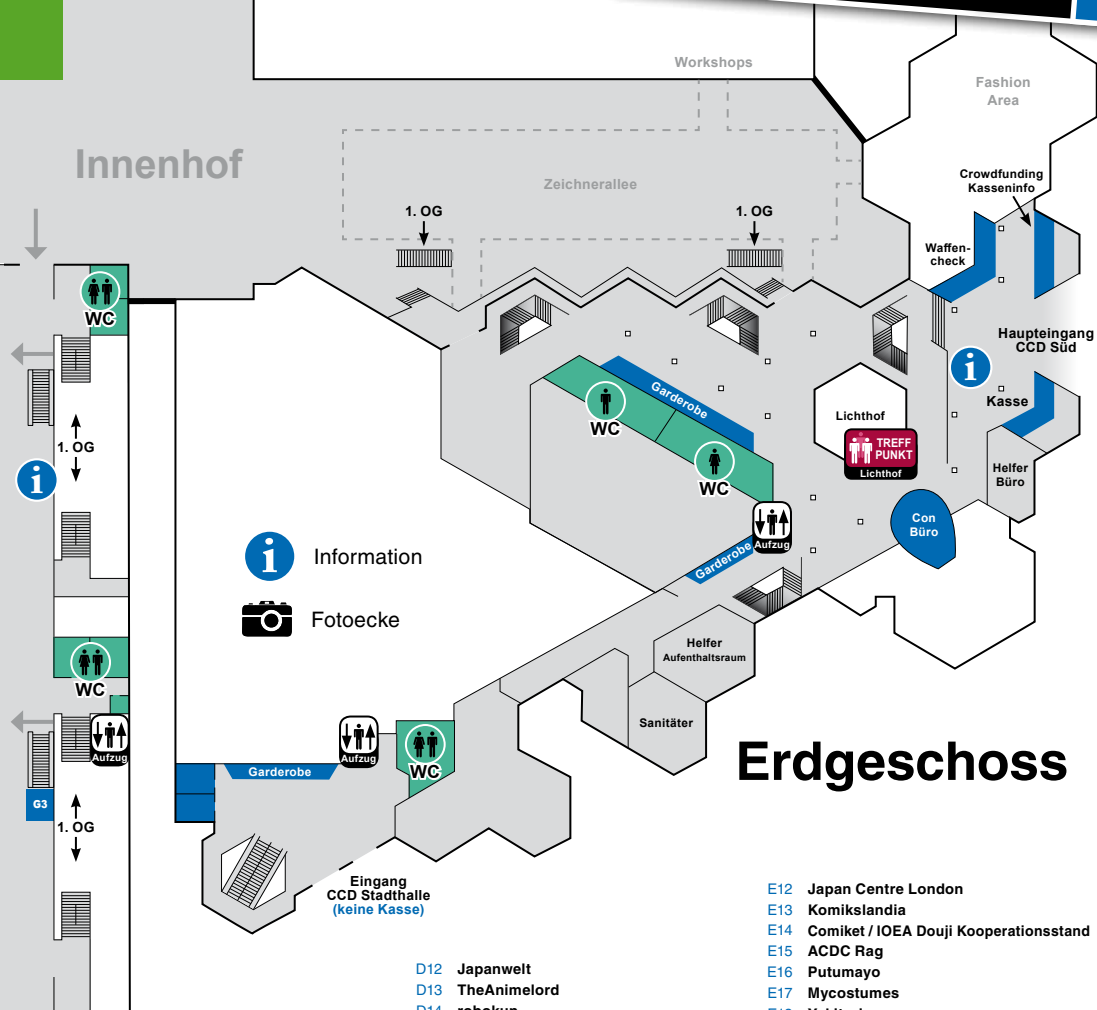 Workshops
Fashion
Area
Innenhof
Zeichnerallee
Crowdfunding
Kasseninfo
1. OG
1. OG
Waffen-
check
WC
Haupteingang
CCD Süd
i
Garderobe
Kasse
WC
Lichthof
1. OG
TREFF
PUNKT
Lichthof
WC
Helfer
Büro
i
Con
Büro
Aufzug
i Information
Garderobe
Fotoecke
Helfer
Aufenthaltsraum
WC
Sanitäter
Aufzug
Aufzug
WC
Erdgeschoss
Garderobe
G3
1. OG
Eingang
CCD Stadthalle
(keine Kasse)
E12 Japan Centre London
E13 Komikslandia
E14 Comiket / IOEA Douji Kooperationsstand
E15 ACDC Rag
E16 Putumayo
E17 Mycostumes
D12 Japanwelt
D13 TheAnimelord